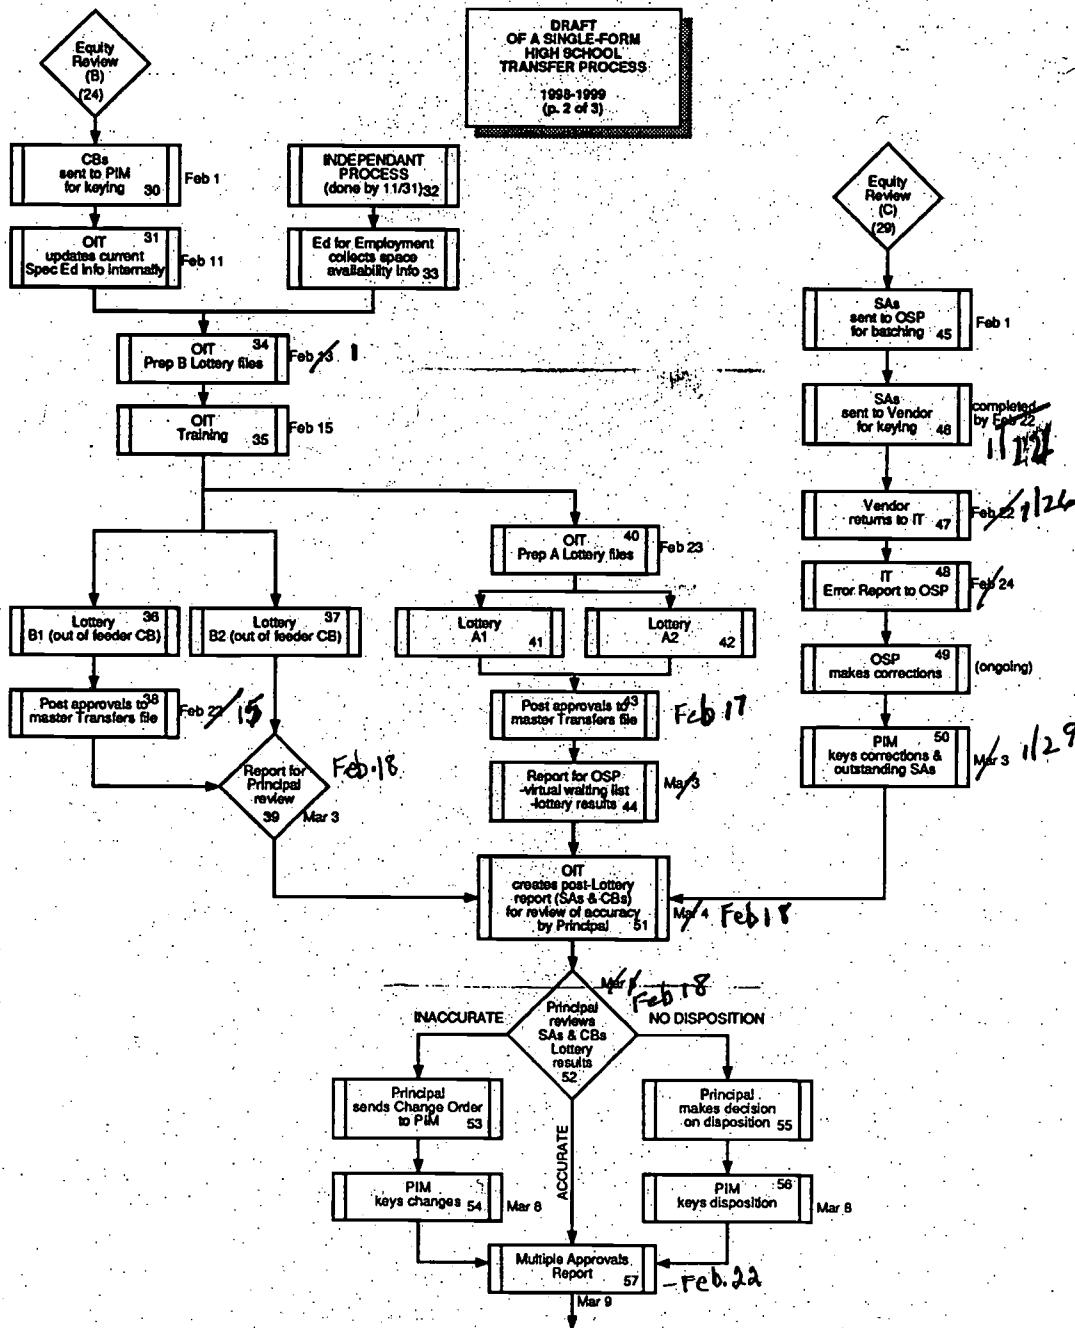 DRAFT
OF A SINGLE-FORM
HIGH SCHOOL
TRANSFER PROCESS
1998-1999
(p. 2 of 3)
Equity
Review
(B)
(24)
CBs
sent to PIM
for keying 30
Feb 1
31
OIT
updates current
Spec Ed info internally
Feb 11
INDEPENDANT
PROCESS
(done by 11/31) 32
Ed for Employment
collects space
availability info 33
OIT 34
Prep B Lottery files
Feb 13 1
OIT
Training 35
Feb 15
Lottery 36
B1 (out of feeder CB)
Lottery 37
B2 (out of feeder CB)
Post approvals to 38
master Transfers file
Feb 22 15
Report for
Principal
review
39
Feb. 18
Mar 3
OIT 40
Prep A Lottery files
Feb 23
Lottery
A1 41
Lottery
A2 42
Post approvals to 43
master Transfers file
Feb 17
Report for OSP
-virtual waiting list
-lottery results 44
Mar 3
Equity
Review
(C)
(29)
SAs
sent to OSP
for batching 45
Feb 1
SAs
sent to Vendor
for keying 46
completed
by Feb 22
Vendor
returns to IT 47
Feb 22 1/26
IT 48
Error Report to OSP
Feb 24
OSP 49
makes corrections
(ongoing)
PIM 50
keys corrections &
outstanding SAs
Mar 3 1/29
OIT
creates post-Lottery
report (SAs & CBs)
for review of accuracy
by Principal 51
Mar 4 Feb 18
Feb 18
Principal
reviews
SAs & CBs
Lottery
results
52
INACCURATE
NO DISPOSITION
ACCURATE
Principal
sends Change Order
to PIM 53
PIM
keys changes 54
Mar 8
Principal
makes decision
on disposition 55
PIM 56
keys disposition
Mar 8
Multiple Approvals
Report 57
- Feb. 22
Mar 9